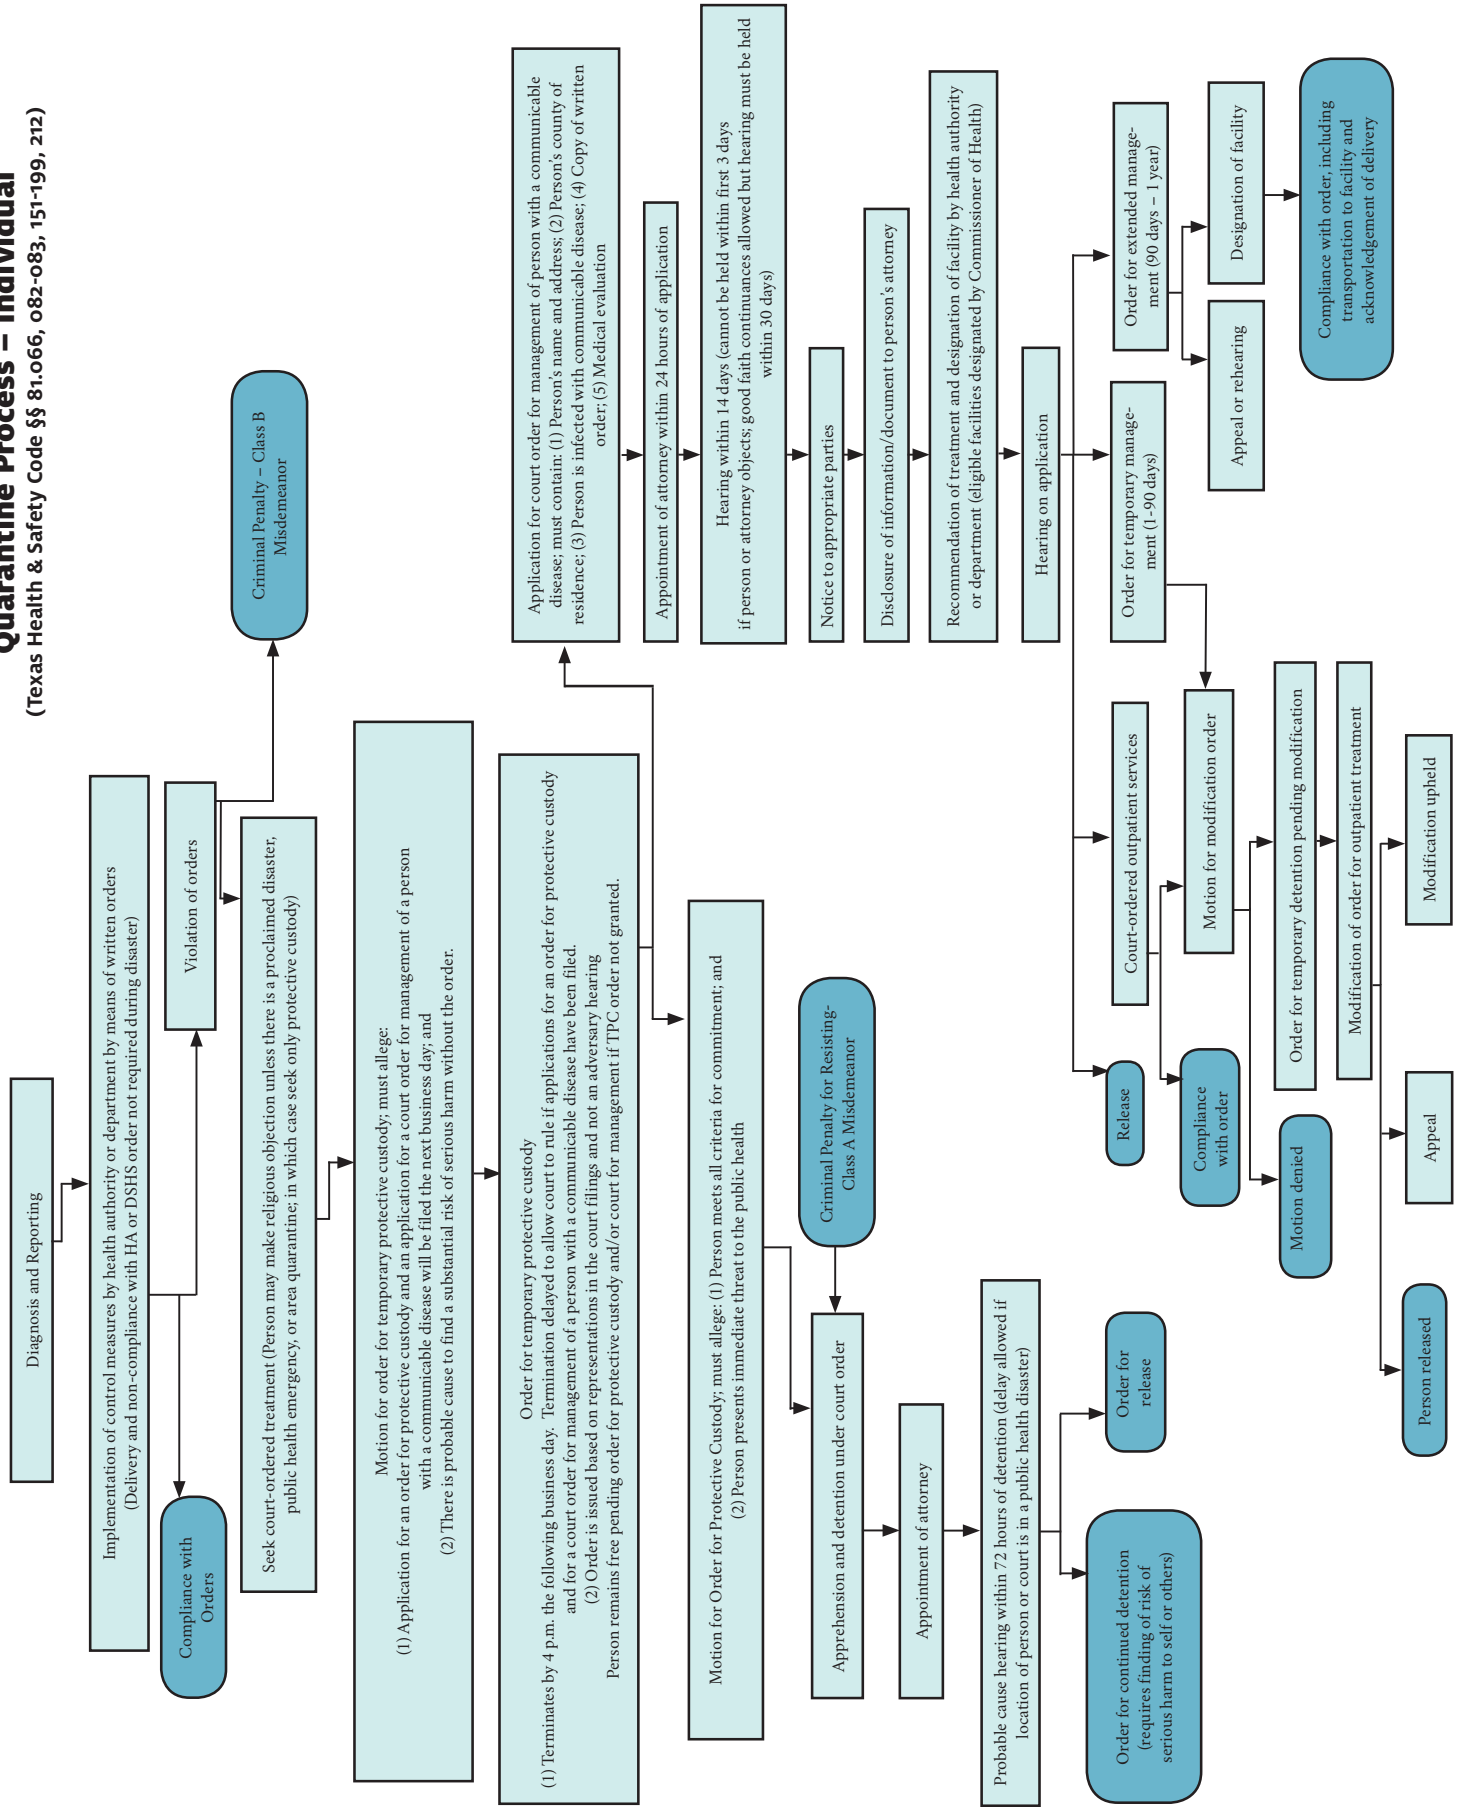 Quarantine Process – Individual
(Texas Health & Safety Code §§ 81.066, 082-083, 151-199, 212)
Diagnosis and Reporting
Implementation of control measures by health authority or department by means of written orders
(Delivery and non-compliance with HA or DSHS order not required during disaster)
Compliance with
Orders
Violation of orders
Criminal Penalty – Class B
Misdemeanor
Seek court-ordered treatment (Person may make religious objection unless there is a proclaimed disaster,
public health emergency, or area quarantine; in which case seek only protective custody)
Motion for order for temporary protective custody; must allege:
(1) Application for an order for protective custody and an application for a court order for management of a person
with a communicable disease will be filed the next business day; and
(2) There is probable cause to find a substantial risk of serious harm without the order.
Order for temporary protective custody
(1) Terminates by 4 p.m. the following business day. Termination delayed to allow court to rule if applications for an order for protective custody
and for a court order for management of a person with a communicable disease have been filed.
(2) Order is issued based on representations in the court filings and not an adversary hearing
Person remains free pending order for protective custody and/or court for management if TPC order not granted.
Motion for Order for Protective Custody; must allege: (1) Person meets all criteria for commitment; and
(2) Person presents immediate threat to the public health
Criminal Penalty for Resisting-
Class A Misdemeanor
Apprehension and detention under court order
Appointment of attorney
Probable cause hearing within 72 hours of detention (delay allowed if
location of person or court is in a public health disaster)
Order for continued detention
(requires finding of risk of
serious harm to self or others)
Order for
release
Application for court order for management of person with a communicable
disease; must contain: (1) Person's name and address; (2) Person's county of
residence; (3) Person is infected with communicable disease; (4) Copy of written
order; (5) Medical evaluation
Appointment of attorney within 24 hours of application
Hearing within 14 days (cannot be held within first 3 days
if person or attorney objects; good faith continuances allowed but hearing must be held
within 30 days)
Notice to appropriate parties
Disclosure of information/document to person's attorney
Recommendation of treatment and designation of facility by health authority
or department (eligible facilities designated by Commissioner of Health)
Hearing on application
Release
Court-ordered outpatient services
Order for temporary manage-
ment (1-90 days)
Order for extended manage-
ment (90 days – 1 year)
Compliance
with order
Motion for modification order
Appeal or rehearing
Designation of facility
Motion denied
Order for temporary detention pending modification
Compliance with order, including
transportation to facility and
acknowledgement of delivery
Modification of order for outpatient treatment
Person released
Appeal
Modification upheld